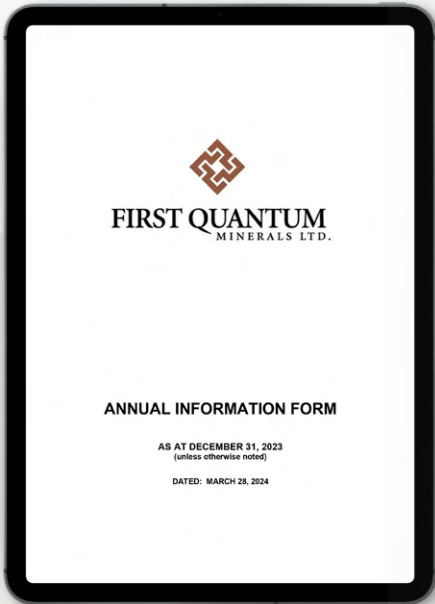 FIRST QUANTUM
MINERALS LTD.
ANNUAL INFORMATION FORM
AS AT DECEMBER 31, 2023
(unless otherwise noted)
DATED: MARCH 28, 2024